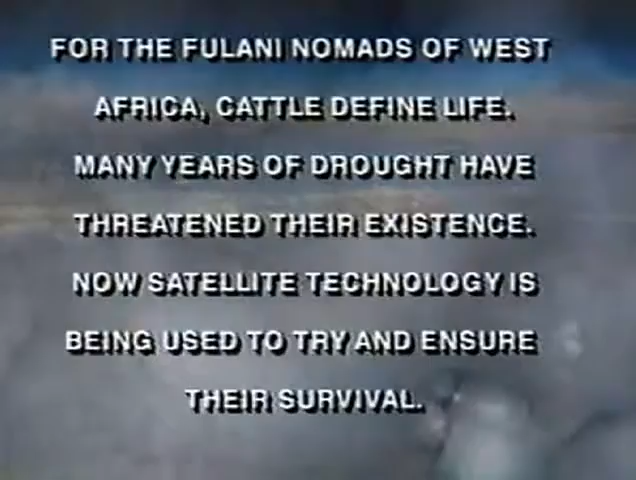 FOR THE FULANI NOMADS OF WEST
AFRICA, CATTLE DEFINE LIFE.
MANY YEARS OF DROUGHT HAVE
THREATENED THEIR EXISTENCE.
NOW SATELLITE TECHNOLOGY IS
BEING USED TO TRY AND ENSURE
THEIR SURVIVAL.